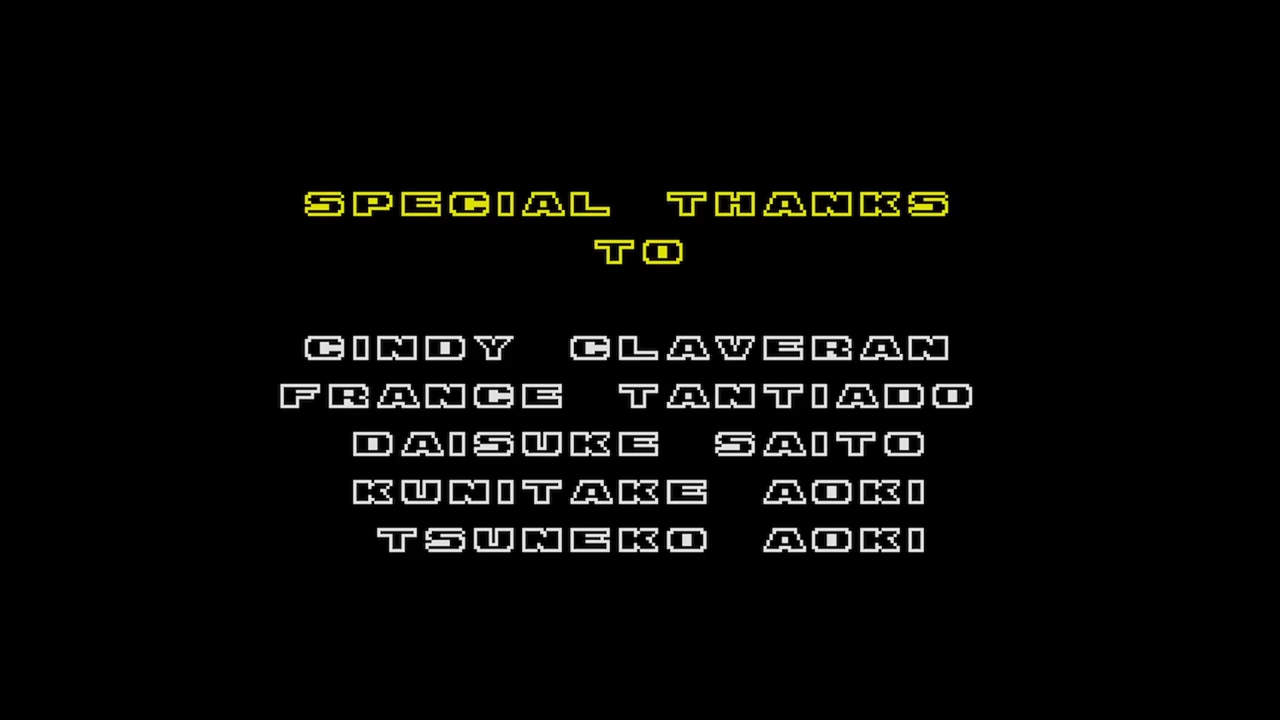 SPECIAL THANKS
TO
CINDY CLAVERAN
FRANCE TANTIADO
DAISUKE SAITO
KUNITAKE AOKI
TSUNEKO AOKI